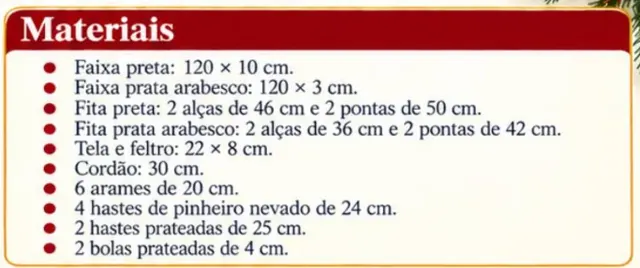 Materiais
Faixa preta: 120 × 10 cm.
Faixa prata arabesco: 120 × 3 cm.
Fita preta: 2 alças de 46 cm e 2 pontas de 50 cm.
Fita prata arabesco: 2 alças de 36 cm e 2 pontas de 42 cm.
Tela e feltro: 22 × 8 cm.
Cordão: 30 cm.
6 arames de 20 cm.
4 hastes de pinheiro nevado de 24 cm.
2 hastes prateadas de 25 cm.
2 bolas prateadas de 4 cm.